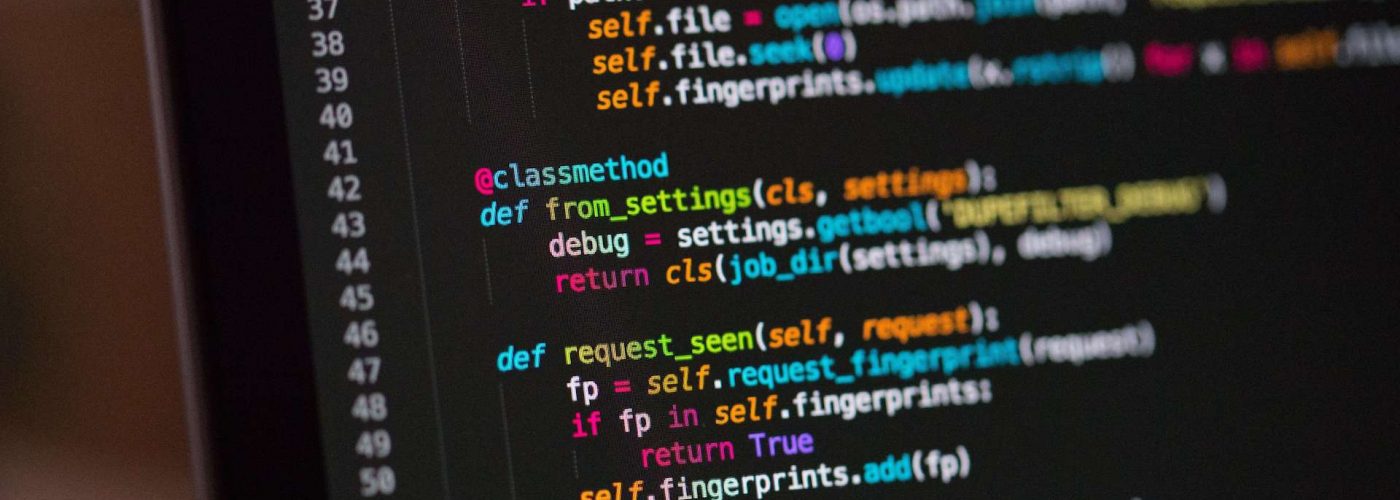 37 if
38 self.file = open(os.path.join(
39 self.file.seek(0)
40 self.fingerprints.update(x.rstrip() for x in self.file
41
42 @classmethod
43 def from_settings(cls, settings):
44 debug = settings.getbool('DUPEFILTER_DEBUG')
45 return cls(job_dir(settings), debug)
46
47 def request_seen(self, request):
48 fp = self.request_fingerprint(request)
49 if fp in self.fingerprints:
50 return True
self.fingerprints.add(fp)